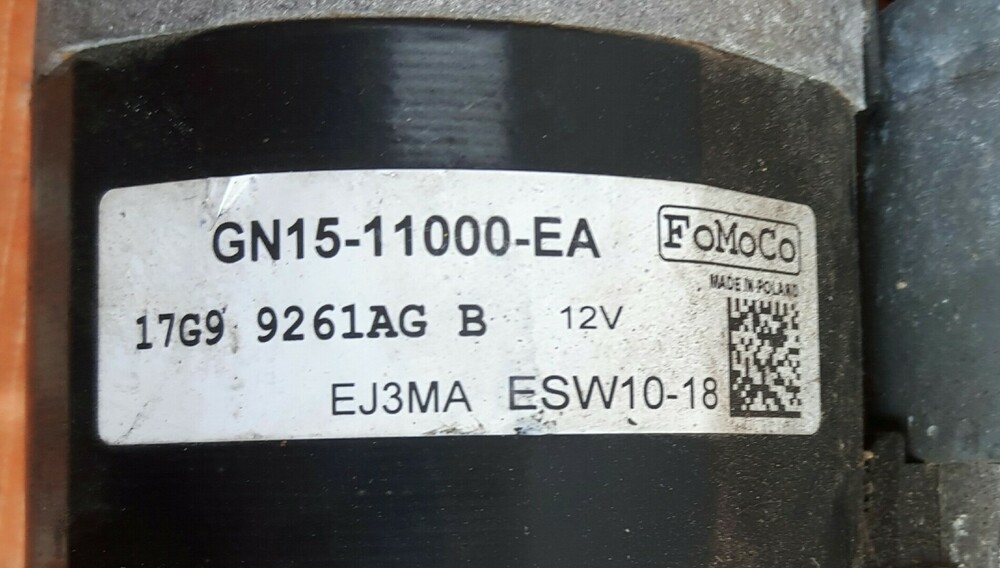 GN15-11000-EA
FoMoCo
MADE IN POLAND
17G9 9261AG B 12V
EJ3MA ESW10-18